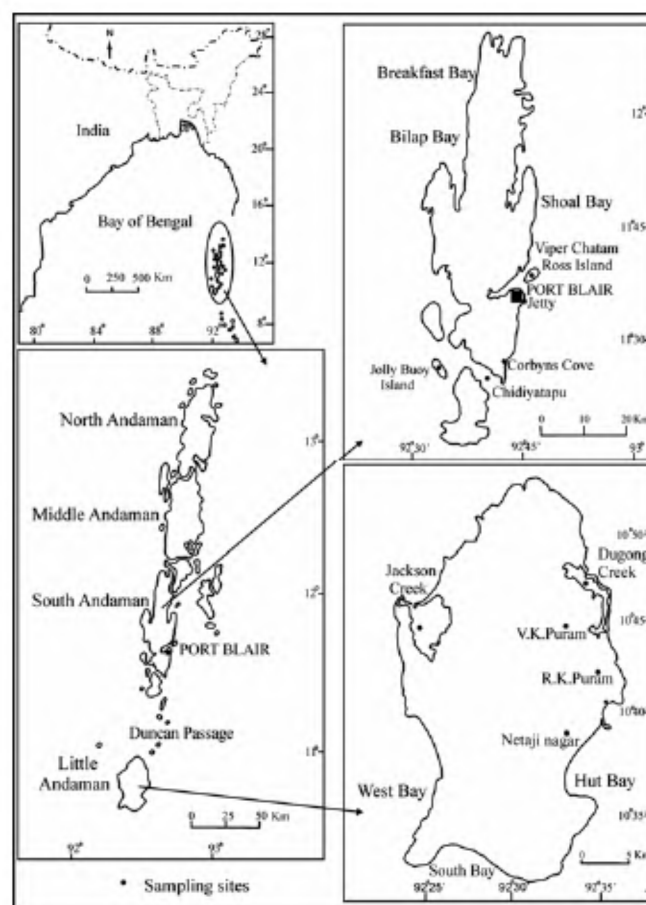 N
28°
24°
India
20°
16°
Bay of Bengal
12°
0 250 500 Km
8°
80° 84° 88° 92°
Breakfast Bay
Bilap Bay
Shoal Bay
11°45'
Viper Chatam
Ross Island
PORT BLAIR
Jetty
11°30'
Corbyns Cove
Jolly Buoy
Island
Chidiyatapu
0 10 20 Km
92°30' 92°45'
North Andaman
13°
Middle Andaman
12°
South Andaman
PORT BLAIR
Duncan Passage
11°
Little
Andaman
0 25 50 Km
92° 93°
• Sampling sites
10°50'
Dugong
Creek
Jackson
Creek
10°45'
V.K.Puram
R.K.Puram
10°40'
Netaji nagar
West Bay
Hut Bay
10°35'
South Bay
0 5 Km
92°25' 92°30' 92°35'